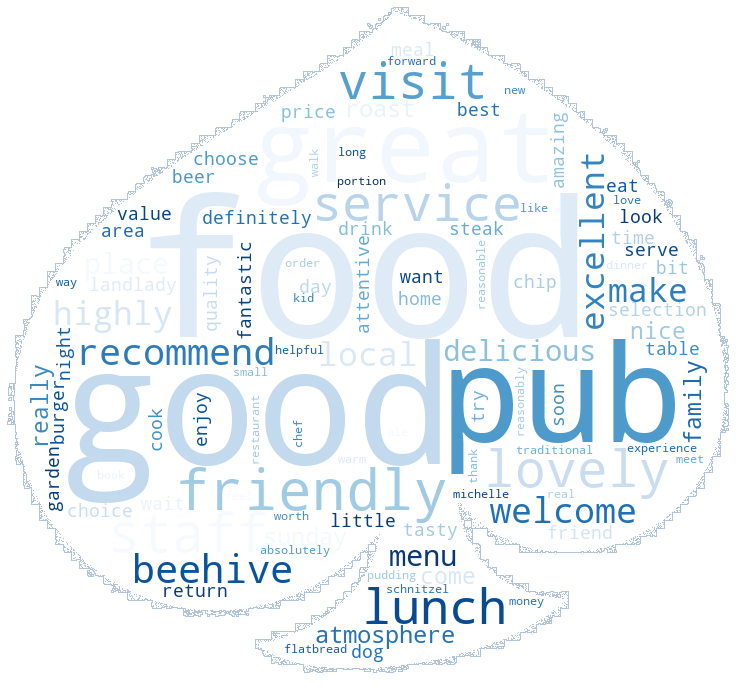 meal
forward
visit
new
price
roast
best
great
amazing
walk
long
choose
beer
portion
excellent
eat
love
value
area
definitely
service
like
look
drink
steak
time
serve
food
place
landlady
way
quality
fantastic
order
day
kid
attentive
want
home
reasonable
chip
dinner
bit
make
selection
highly
nice
night
recommend
helpful
local
delicious
table
really
burger
small
good
pub
family
cook
enjoy
restaurant
chef
try
reasonably
soon
garden
book
warm
thank
traditional
experience
meet
lovely
choice
wait
friendly
michelle
real
staff
worth
little
welcome
sunday
tasty
friend
absolutely
menu
beehive
return
pudding
come
schnitzel
lunch
money
atmosphere
flatbread
dog